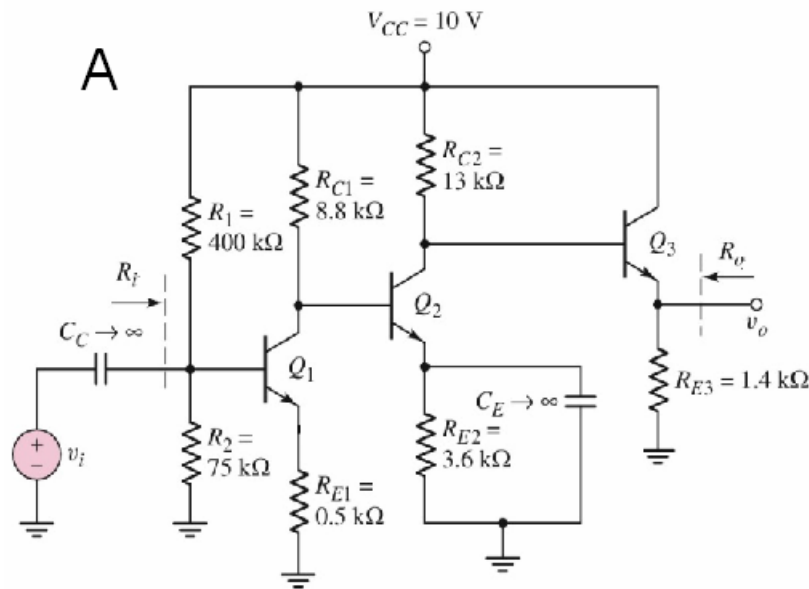 V_CC = 10 V
A
R_C1 =
8.8 kΩ
R_C2 =
13 kΩ
R_1 =
400 kΩ
Q_3
R_o
R_i
Q_2
v_o
C_C → ∞
Q_1
C_E → ∞
R_E3 = 1.4 kΩ
R_2 =
75 kΩ
R_E2 =
3.6 kΩ
+
−
v_i
R_E1 =
0.5 kΩ